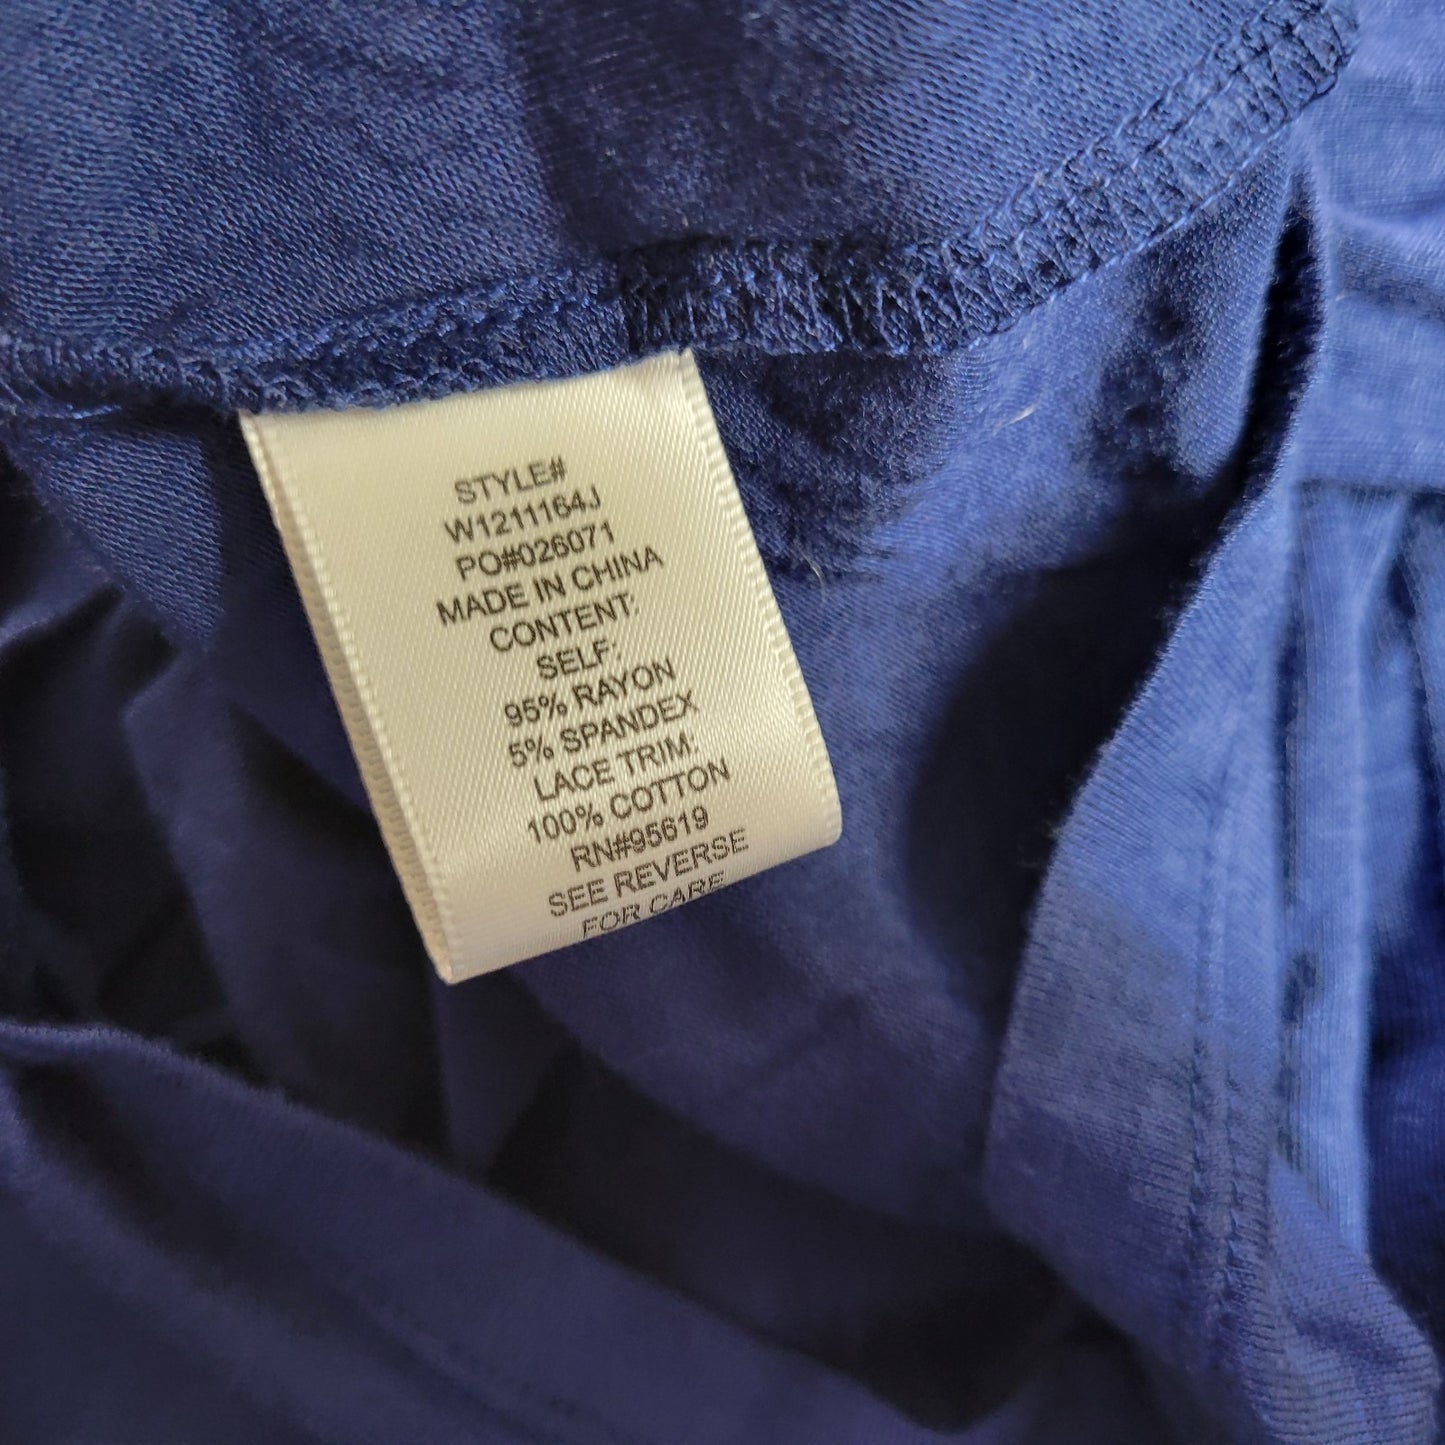 STYLE#
W1211164J
PO#026071
MADE IN CHINA
CONTENT:
SELF:
95% RAYON
5% SPANDEX
LACE TRIM:
100% COTTON
RN#95619
SEE REVERSE
FOR CARE